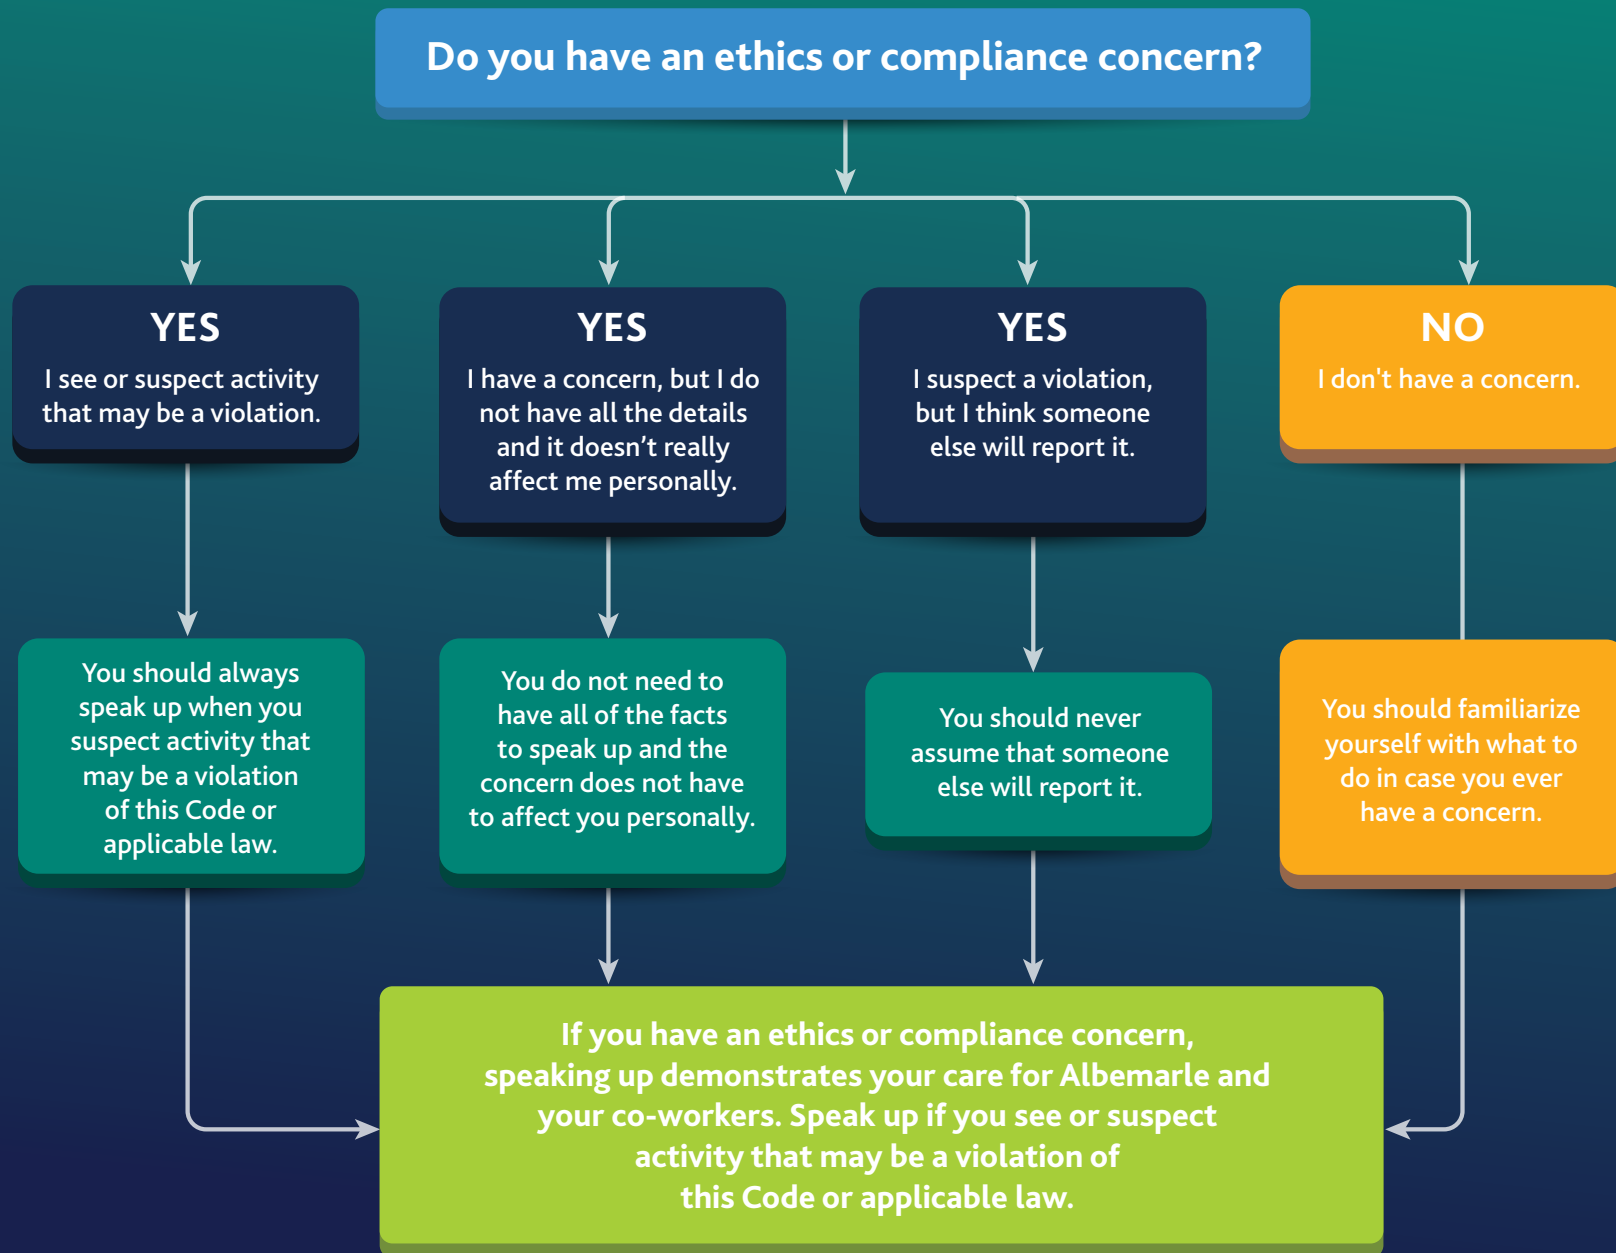 Do you have an ethics or compliance concern?
YES
I see or suspect activity
that may be a violation.
YES
I have a concern, but I do
not have all the details
and it doesn’t really
affect me personally.
YES
I suspect a violation,
but I think someone
else will report it.
NO
I don't have a concern.
You should always
speak up when you
suspect activity that
may be a violation
of this Code or
applicable law.
You do not need to
have all of the facts
to speak up and the
concern does not have
to affect you personally.
You should never
assume that someone
else will report it.
You should familiarize
yourself with what to
do in case you ever
have a concern.
If you have an ethics or compliance concern,
speaking up demonstrates your care for Albemarle and
your co-workers. Speak up if you see or suspect
activity that may be a violation of
this Code or applicable law.